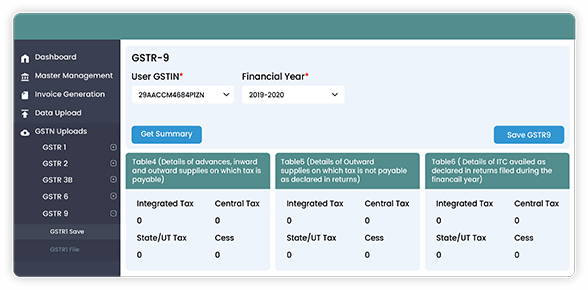 Dashboard
Master Management
Invoice Generation
Data Upload
GSTN Uploads
GSTR 1
GSTR 2
GSTR 3B
GSTR 6
GSTR 9
GSTR1 Save
GSTR1 File
GSTR-9
User GSTIN* Financial Year*
29AACCM4684P1ZN 2019-2020
Get Summary Save GSTR9
Table4 (Details of advances, inward
and outward supplies on which tax is
payable)
Integrated Tax Central Tax
0 0
State/UT Tax Cess
0 0
Table5 (Details of Outward
supplies on which tax is not payable
as declared in returns)
Integrated Tax Central Tax
0 0
State/UT Tax Cess
0 0
Table6 ( Details of ITC availed as
declared in returns filed during the
financail year)
Integrated Tax Central Tax
0 0
State/UT Tax Cess
0 0